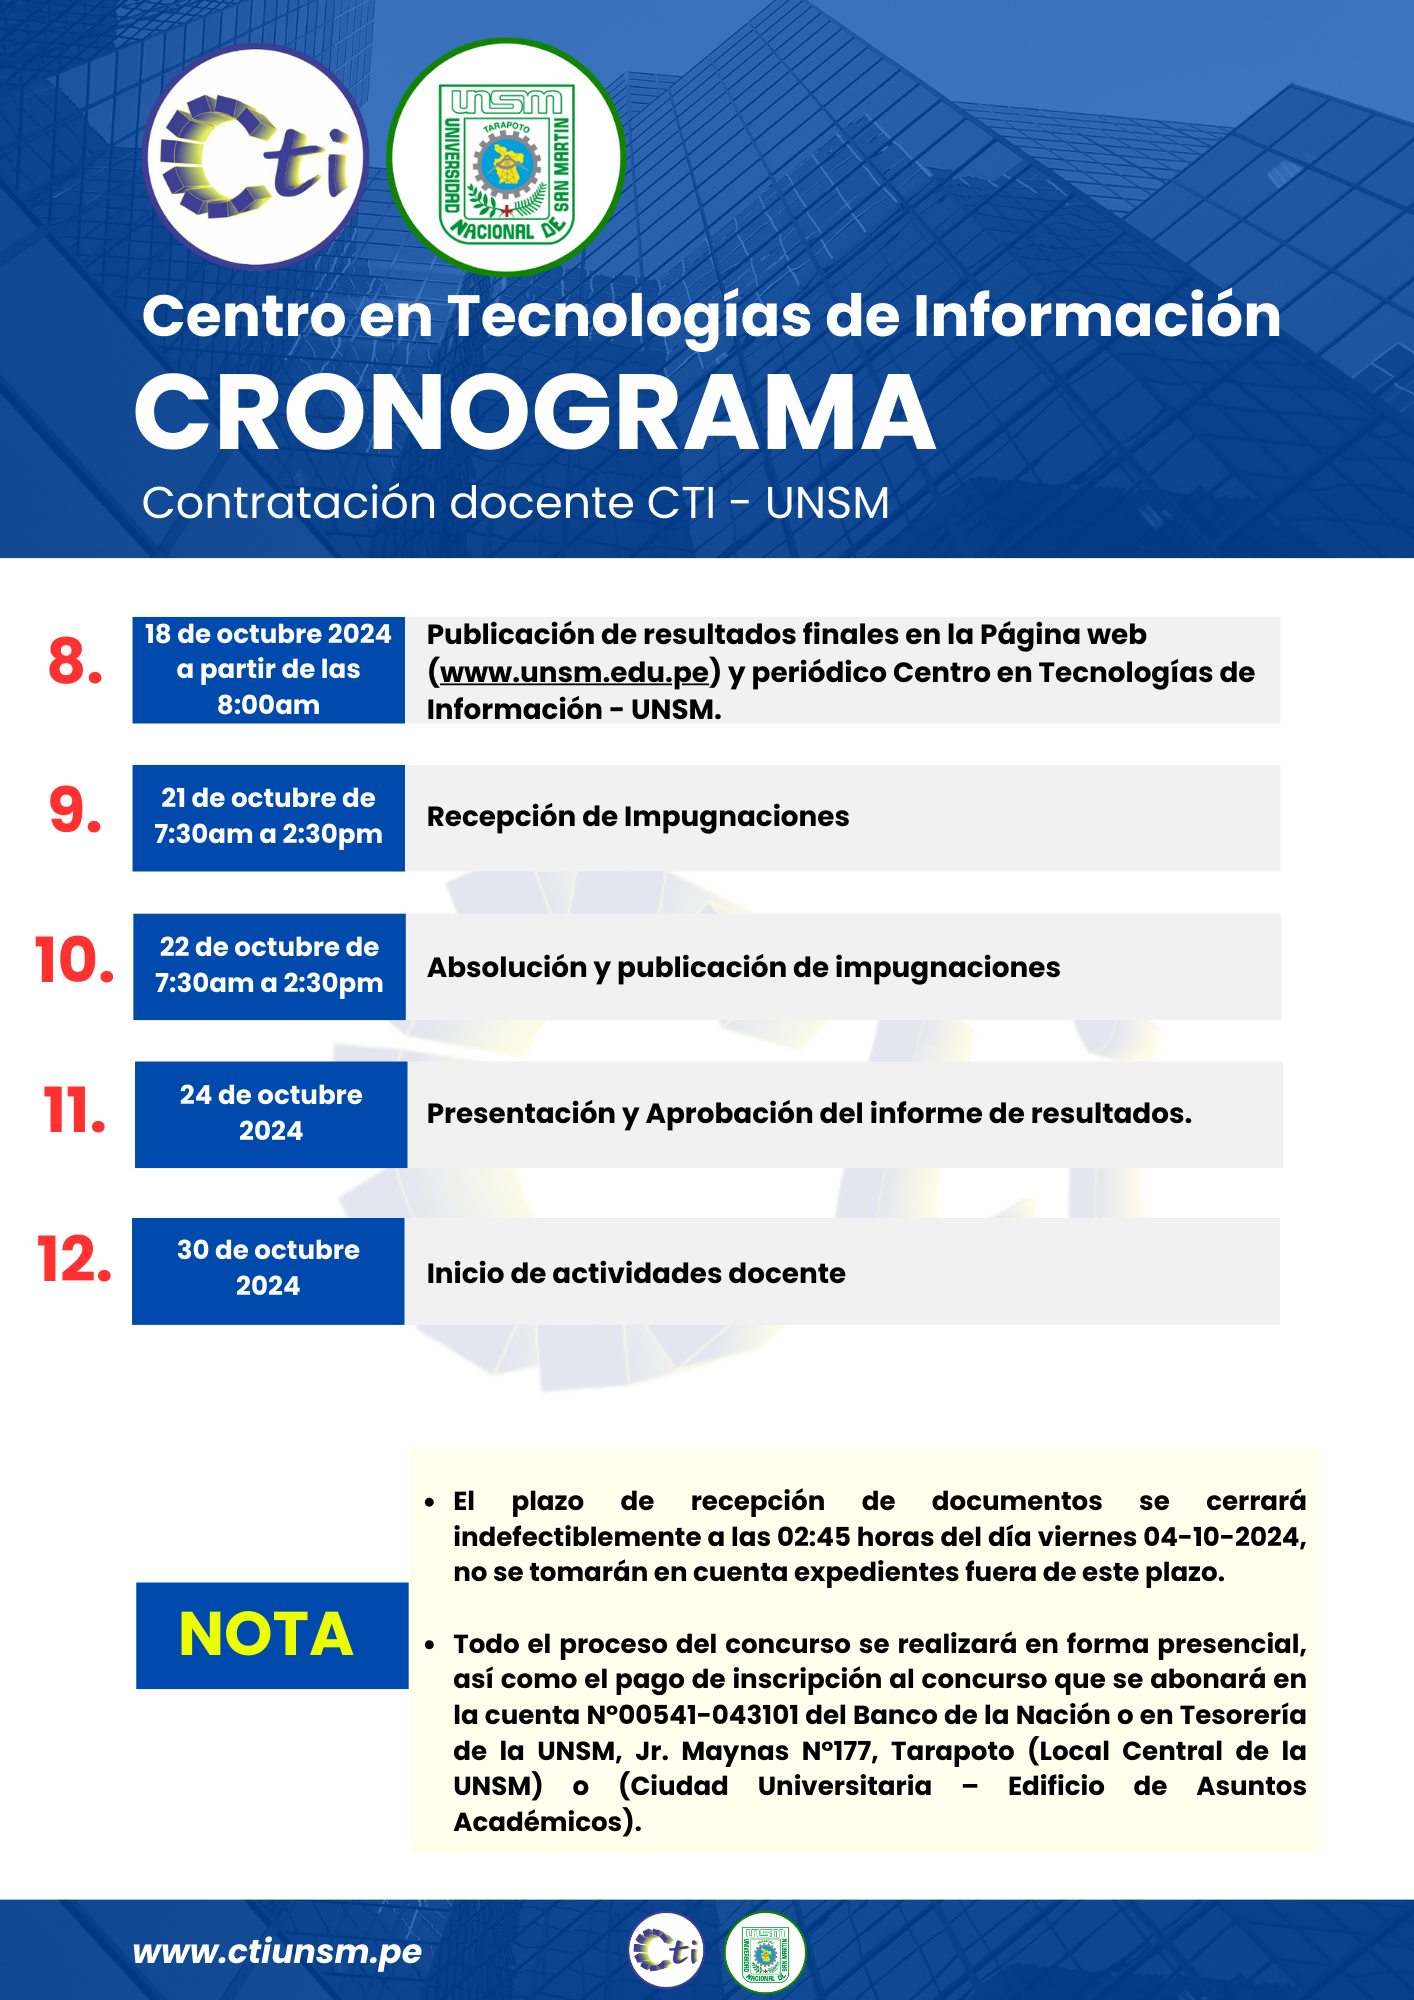 Cti
UNSM
TARAPOTO
UNIVERSIDAD
NACIONAL DE
SAN MARTIN
Centro en Tecnologías de Información
CRONOGRAMA
Contratación docente CTI - UNSM
8.
18 de octubre 2024
a partir de las
8:00am
Publicación de resultados finales en la Página web
(www.unsm.edu.pe) y periódico Centro en Tecnologías de
Información - UNSM.
9.
21 de octubre de
7:30am a 2:30pm
Recepción de Impugnaciones
10.
22 de octubre de
7:30am a 2:30pm
Absolución y publicación de impugnaciones
11.
24 de octubre
2024
Presentación y Aprobación del informe de resultados.
12.
30 de octubre
2024
Inicio de actividades docente
NOTA
• El plazo de recepción de documentos se cerrará
indefectiblemente a las 02:45 horas del día viernes 04-10-2024,
no se tomarán en cuenta expedientes fuera de este plazo.
• Todo el proceso del concurso se realizará en forma presencial,
así como el pago de inscripción al concurso que se abonará en
la cuenta N°00541-043101 del Banco de la Nación o en Tesorería
de la UNSM, Jr. Maynas N°177, Tarapoto (Local Central de la
UNSM) o (Ciudad Universitaria – Edificio de Asuntos
Académicos).
www.ctiunsm.pe
Cti
UNSM
UNIVERSIDAD
NACIONAL DE
SAN MARTIN